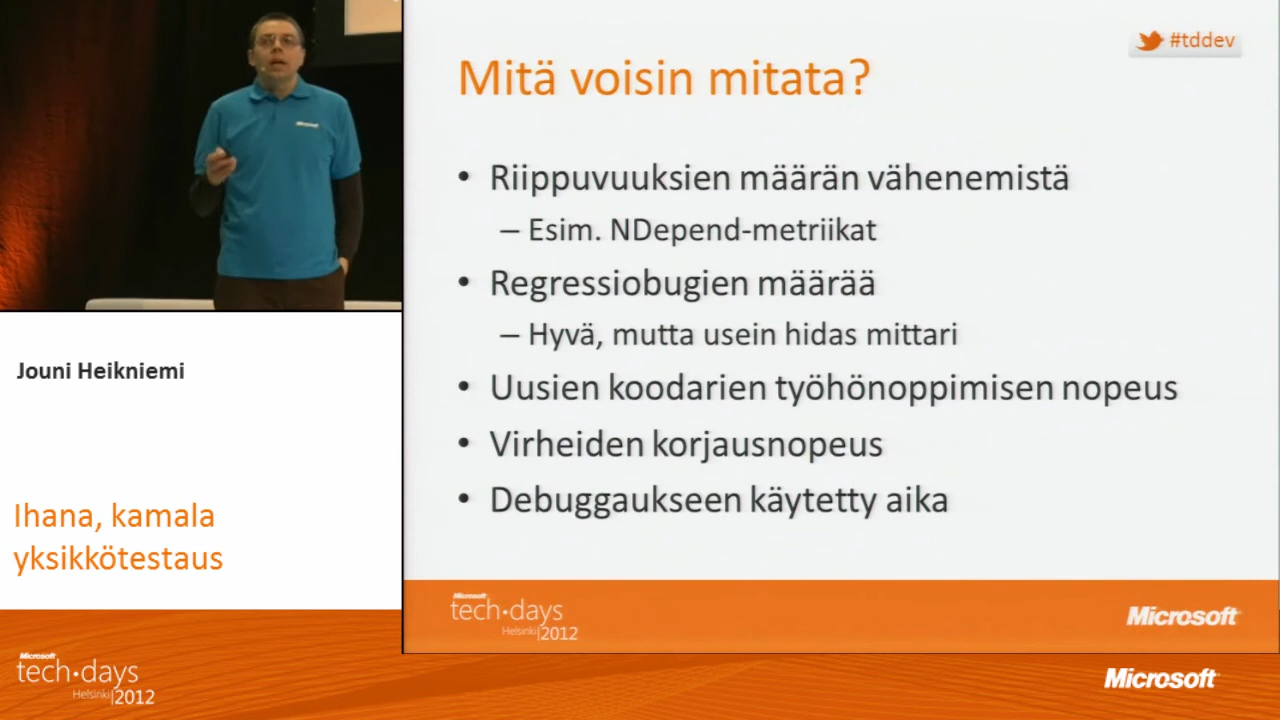 #tddev
Mitä voisin mitata?
• Riippuvuuksien määrän vähenemistä
– Esim. NDepend-metriikat
• Regressiobugien määrää
– Hyvä, mutta usein hidas mittari
• Uusien koodarien työhönoppimisen nopeus
• Virheiden korjausnopeus
• Debuggaukseen käytetty aika
Microsoft
tech·days
Helsinki|2012
Microsoft
Microsoft
Jouni Heikniemi
Ihana, kamala
yksikkötestaus
Microsoft
tech·days
Helsinki|2012
Microsoft